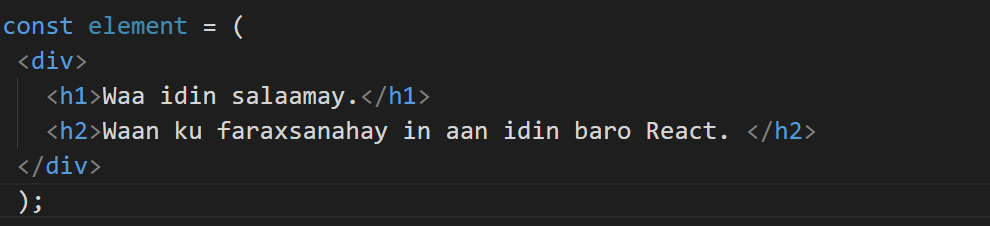 const element = (
<div>
<h1>Waa idin salaamay.</h1>
<h2>Waan ku faraxsanahay in aan idin baro React. </h2>
</div>
);